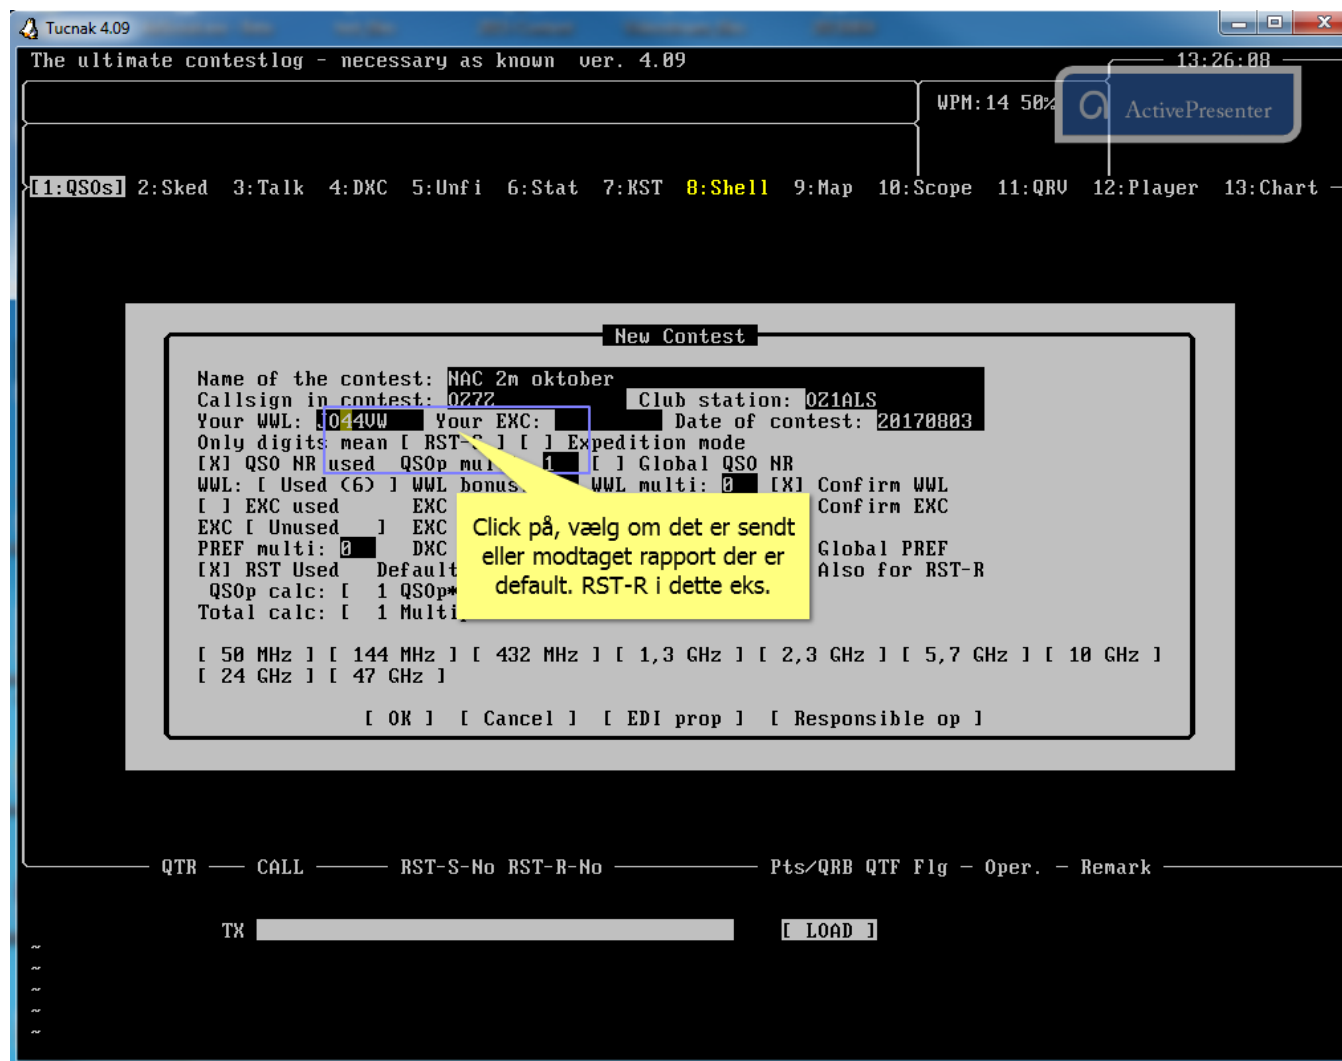 Tucnak 4.09
The ultimate contestlog - necessary as known ver. 4.09 13:26:08
WPM:14 50%
ActivePresenter
[1:QSOs] 2:Sked 3:Talk 4:DXC 5:Unfi 6:Stat 7:KST 8:Shell 9:Map 10:Scope 11:QRV 12:Player 13:Chart
New Contest
Name of the contest: NAC 2m oktober
Callsign in contest: OZ7Z Club station: OZ1ALS
Your WWL: JO44VW Your EXC: Date of contest: 20170803
Only digits mean [ RST-S ] [ ] Expedition mode
[X] QSO NR used QSOp mul 1 [ ] Global QSO NR
WWL: [ Used (6) ] WWL bonus WWL multi: 0 [X] Confirm WWL
[ ] EXC used EXC Confirm EXC
EXC [ Unused ] EXC
PREF multi: 0 DXC Global PREF
[X] RST Used Default Also for RST-R
QSOp calc: [ 1 QSOp*
Total calc: [ 1 Multip
Click på, vælg om det er sendt
eller modtaget rapport der er
default. RST-R i dette eks.
[ 50 MHz ] [ 144 MHz ] [ 432 MHz ] [ 1,3 GHz ] [ 2,3 GHz ] [ 5,7 GHz ] [ 10 GHz ]
[ 24 GHz ] [ 47 GHz ]
[ OK ] [ Cancel ] [ EDI prop ] [ Responsible op ]
QTR CALL RST-S-No RST-R-No Pts/QRB QTF Flg - Oper. - Remark
TX [ LOAD ]
~
~
~
~
~